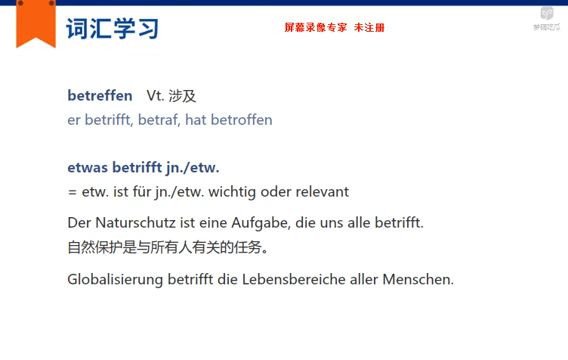 词汇学习
屏幕录像专家 未注册
betreffen Vt. 涉及
er betrifft, betraf, hat betroffen
etwas betrifft jn./etw.
= etw. ist für jn./etw. wichtig oder relevant
Der Naturschutz ist eine Aufgabe, die uns alle betrifft.
自然保护是与所有人有关的任务。
Globalisierung betrifft die Lebensbereiche aller Menschen.